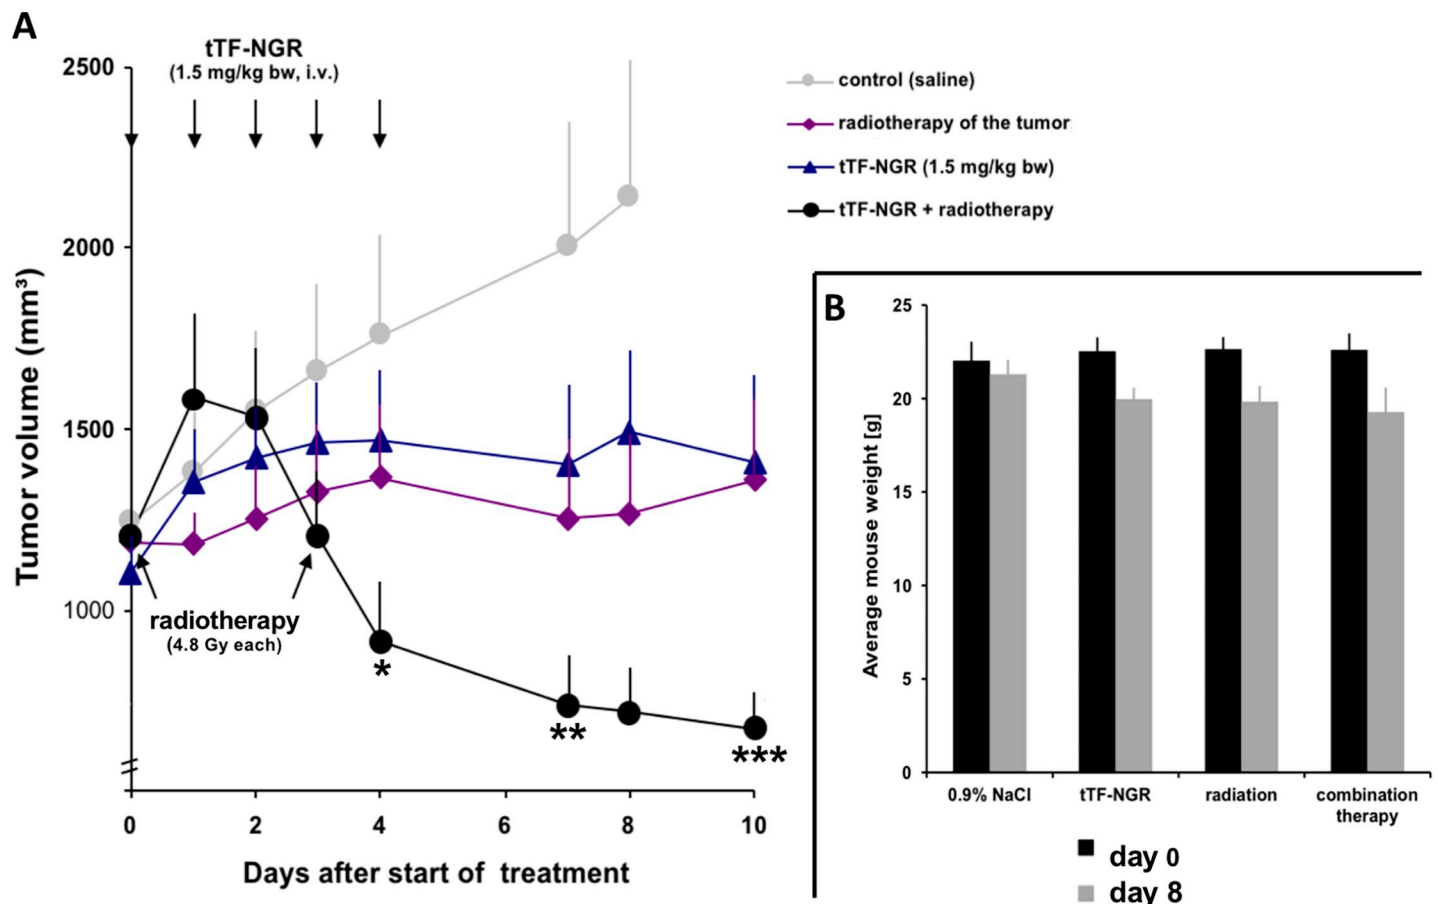 A
tTF-NGR
(1.5 mg/kg bw, i.v.)
2500
2000
1500
1000
Tumor volume (mm³)
radiotherapy
(4.8 Gy each)
*
**
***
0 2 4 6 8 10
Days after start of treatment
control (saline)
radiotherapy of the tumor
tTF-NGR (1.5 mg/kg bw)
tTF-NGR + radiotherapy
B
25
20
15
10
5
0
Average mouse weight [g]
0.9% NaCl tTF-NGR radiation combination
therapy
day 0
day 8